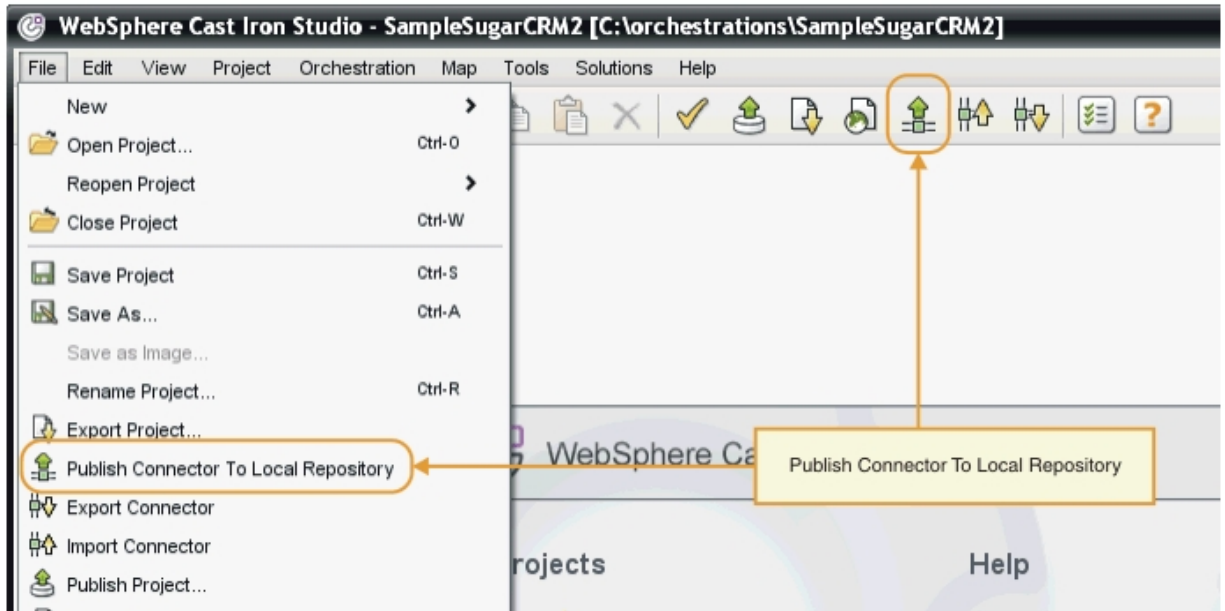 WebSphere Cast Iron Studio - SampleSugarCRM2 [C:\orchestrations\SampleSugarCRM2]
File Edit View Project Orchestration Map Tools Solutions Help
New
Open Project... Ctrl-O
Reopen Project
Close Project Ctrl-W
Save Project Ctrl-S
Save As... Ctrl-A
Save as Image...
Rename Project... Ctrl-R
Export Project...
Publish Connector To Local Repository
Export Connector
Import Connector
Publish Project...
WebSphere Ca
Publish Connector To Local Repository
rojects
Help